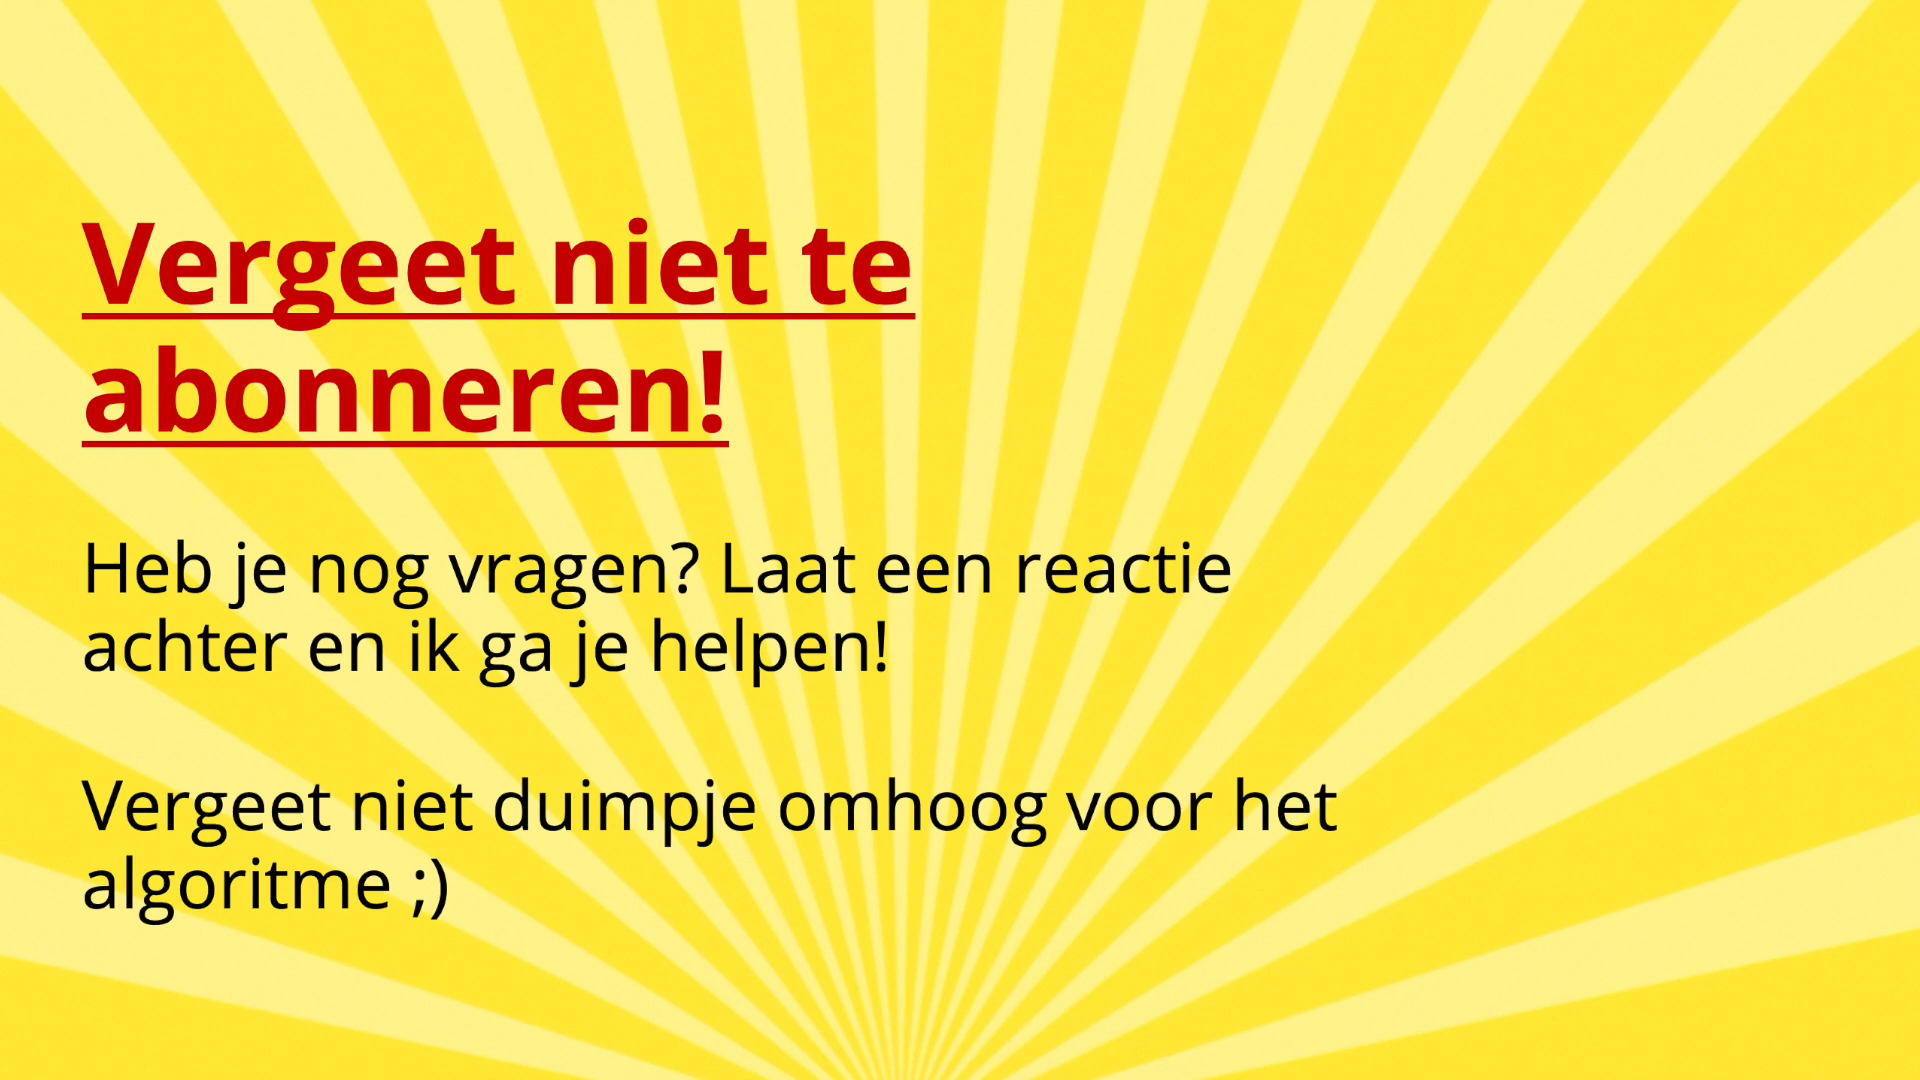 Vergeet niet te
abonneren!
Heb je nog vragen? Laat een reactie
achter en ik ga je helpen!
Vergeet niet duimpje omhoog voor het
algoritme ;)